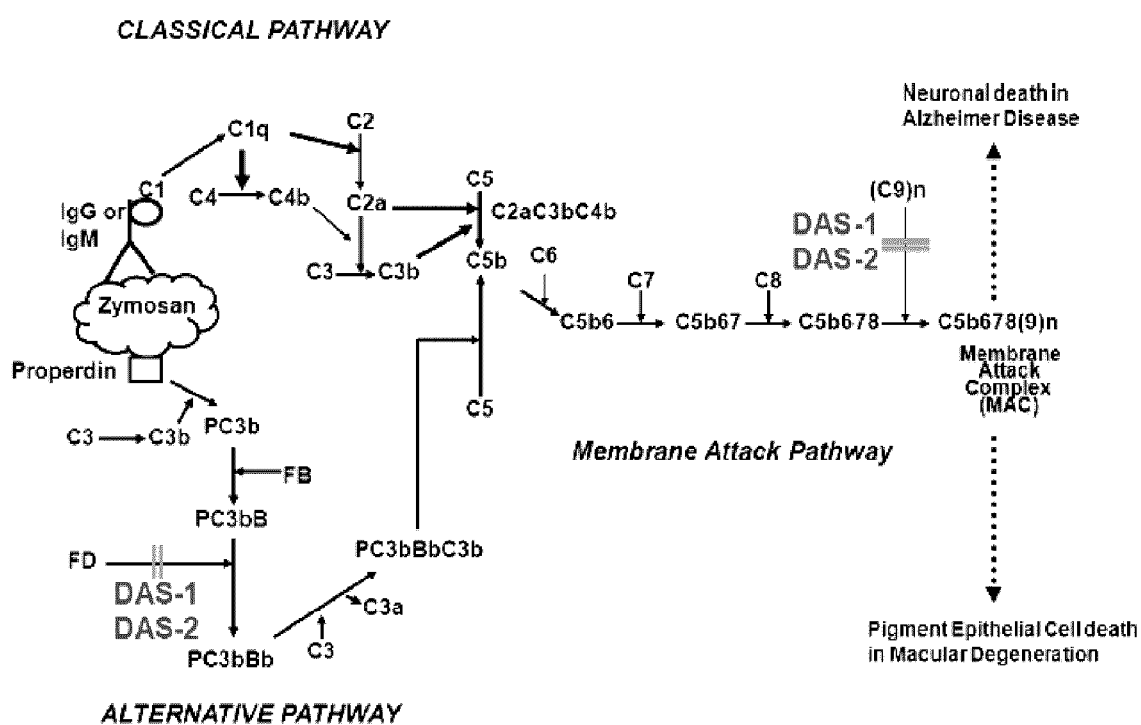 CLASSICAL PATHWAY
C1q
C2
C1
C4
C4b
C2a
C5
C2aC3bC4b
IgG or
IgM
C3
C3b
C5b
Zymosan
Properdin
C3
C3b
PC3b
FB
PC3bB
FD
DAS-1
DAS-2
PC3bBb
C3
C3a
PC3bBbC3b
C5
C6
C5b6
C7
C5b67
C8
C5b678
(C9)n
DAS-1
DAS-2
C5b678(9)n
Membrane
Attack
Complex
(MAC)
Membrane Attack Pathway
Neuronal death in
Alzheimer Disease
Pigment Epithelial Cell death
in Macular Degeneration
ALTERNATIVE PATHWAY